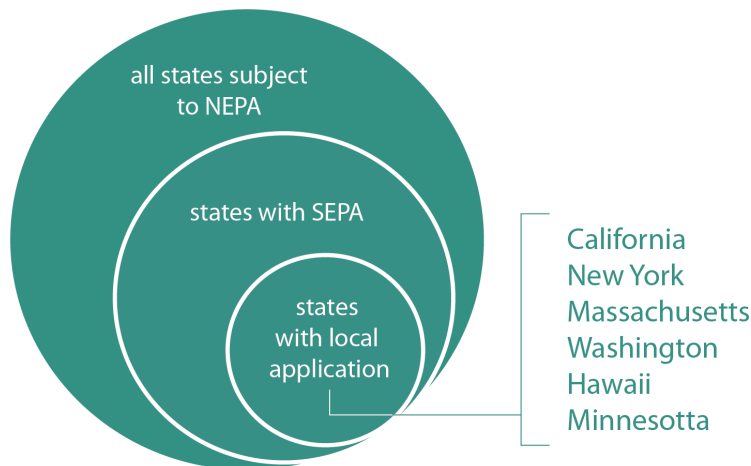 all states subject
to NEPA
states with SEPA
states
with local
application
California
New York
Massachusetts
Washington
Hawaii
Minnesotta